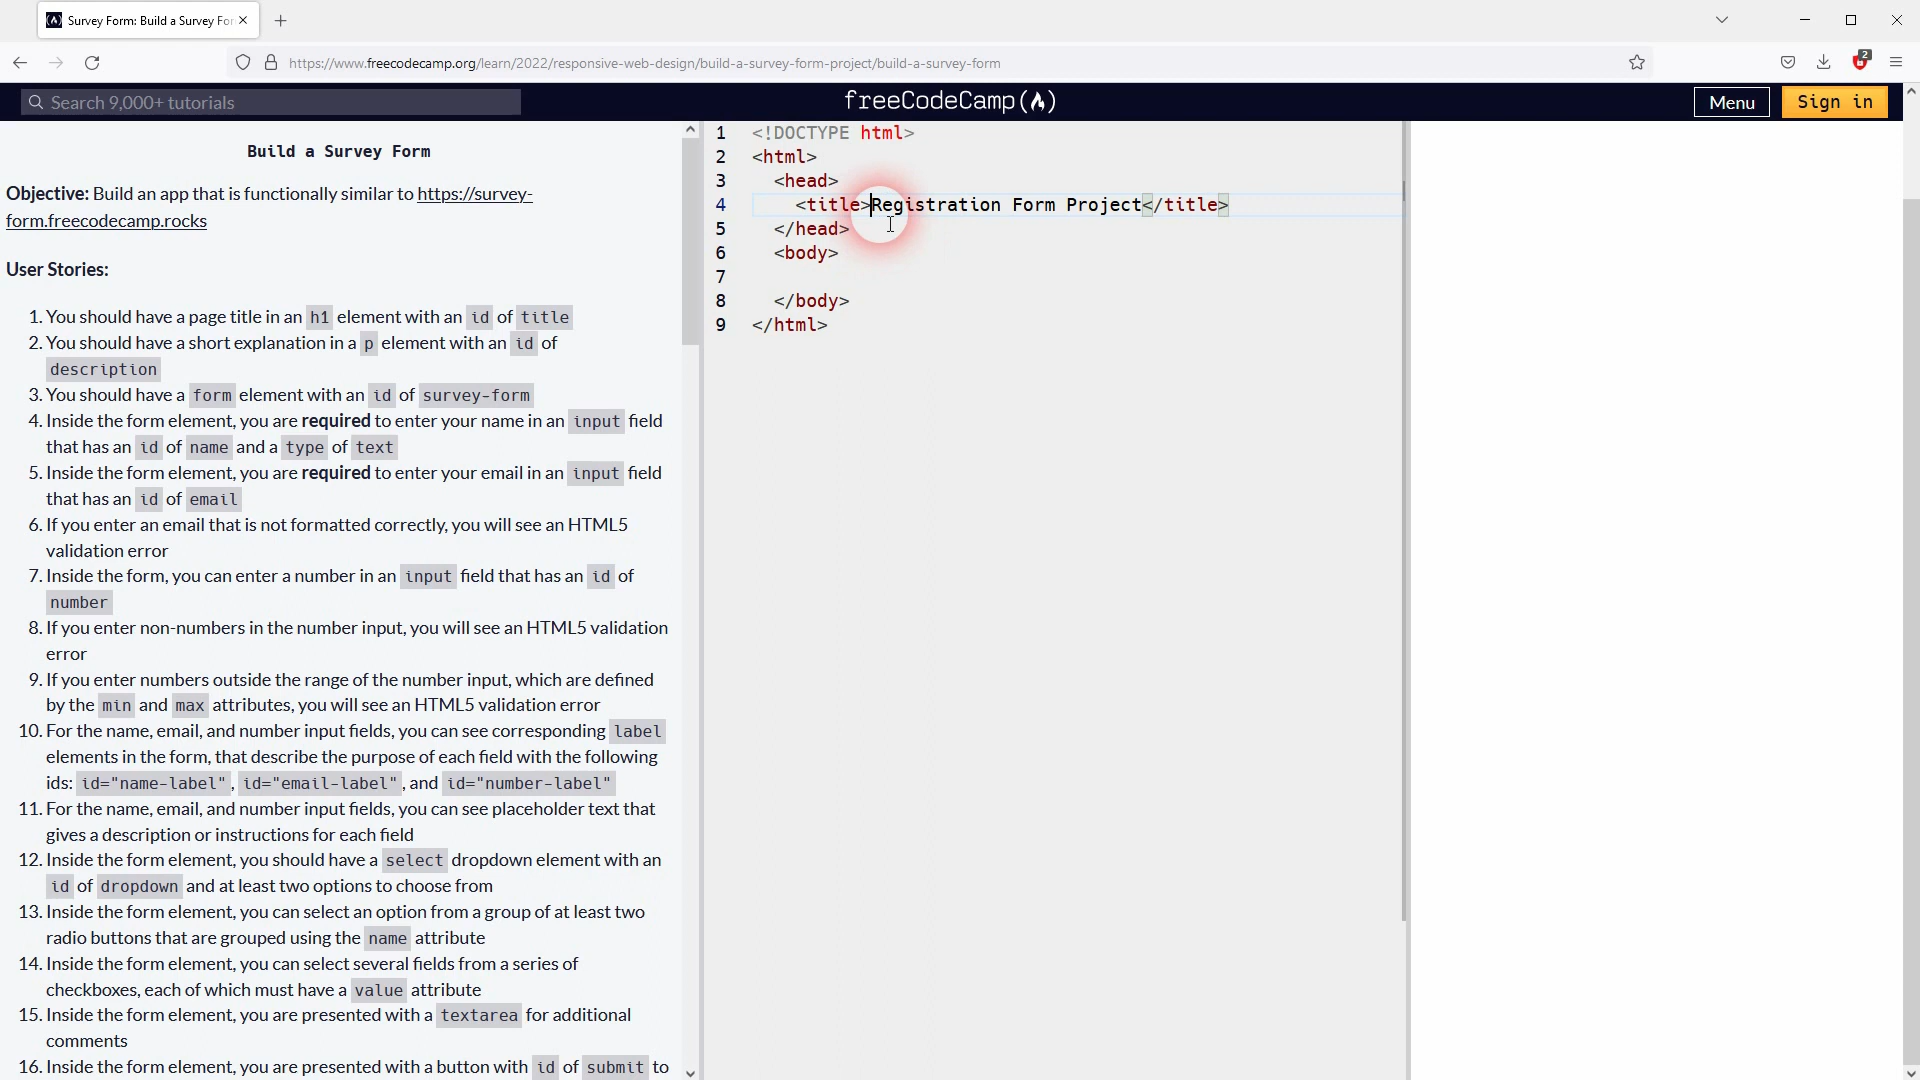 Survey Form: Build a Survey For
https://www.freecodecamp.org/learn/2022/responsive-web-design/build-a-survey-form-project/build-a-survey-form
2
Search 9,000+ tutorials
freeCodeCamp(🔥)
Menu
Sign in
Build a Survey Form
Objective: Build an app that is functionally similar to https://survey-
form.freecodecamp.rocks
User Stories:
1. You should have a page title in an h1 element with an id of title
2. You should have a short explanation in a p element with an id of
description
3. You should have a form element with an id of survey-form
4. Inside the form element, you are required to enter your name in an input field
that has an id of name and a type of text
5. Inside the form element, you are required to enter your email in an input field
that has an id of email
6. If you enter an email that is not formatted correctly, you will see an HTML5
validation error
7. Inside the form, you can enter a number in an input field that has an id of
number
8. If you enter non-numbers in the number input, you will see an HTML5 validation
error
9. If you enter numbers outside the range of the number input, which are defined
by the min and max attributes, you will see an HTML5 validation error
10. For the name, email, and number input fields, you can see corresponding label
elements in the form, that describe the purpose of each field with the following
ids: id="name-label", id="email-label", and id="number-label"
11. For the name, email, and number input fields, you can see placeholder text that
gives a description or instructions for each field
12. Inside the form element, you should have a select dropdown element with an
id of dropdown and at least two options to choose from
13. Inside the form element, you can select an option from a group of at least two
radio buttons that are grouped using the name attribute
14. Inside the form element, you can select several fields from a series of
checkboxes, each of which must have a value attribute
15. Inside the form element, you are presented with a textarea for additional
comments
16. Inside the form element, you are presented with a button with id of submit to
1 <!DOCTYPE html>
2 <html>
3 <head>
4 <title>Registration Form Project</title>
5 </head>
6 <body>
7
8 </body>
9 </html>